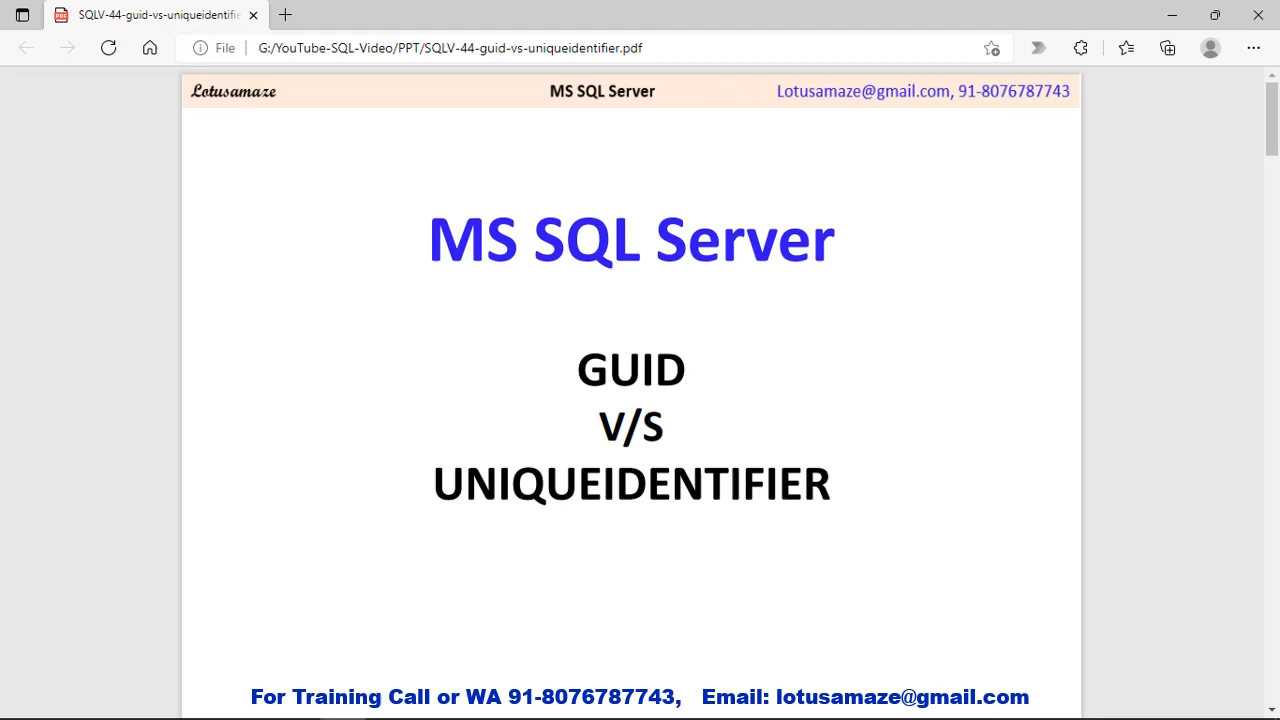 SQLV-44-guid-vs-uniqueidentifie
File
G:/YouTube-SQL-Video/PPT/SQLV-44-guid-vs-uniqueidentifier.pdf
Lotusamaze MS SQL Server Lotusamaze@gmail.com, 91-8076787743
MS SQL Server
GUID
V/S
UNIQUEIDENTIFIER
For Training Call or WA 91-8076787743, Email: lotusamaze@gmail.com